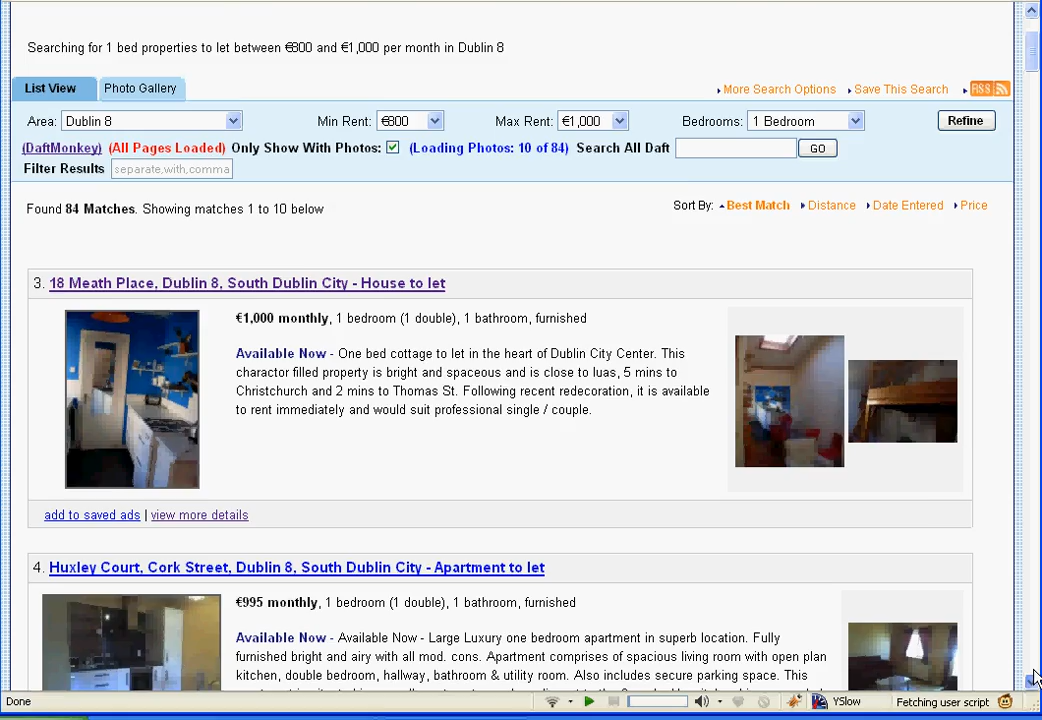 Searching for 1 bed properties to let between €800 and €1,000 per month in Dublin 8
List View Photo Gallery
More Search Options Save This Search RSS
Area: Dublin 8 Min Rent: €800 Max Rent: €1,000 Bedrooms: 1 Bedroom Refine
(DaftMonkey) (All Pages Loaded) Only Show With Photos: (Loading Photos: 10 of 84) Search All Daft GO
Filter Results separate,with,comma
Found 84 Matches. Showing matches 1 to 10 below
Sort By: Best Match Distance Date Entered Price
3. 18 Meath Place, Dublin 8, South Dublin City - House to let
€1,000 monthly, 1 bedroom (1 double), 1 bathroom, furnished
Available Now - One bed cottage to let in the heart of Dublin City Center. This
charactor filled property is bright and spaceous and is close to luas, 5 mins to
Christchurch and 2 mins to Thomas St. Following recent redecoration, it is available
to rent immediately and would suit professional single / couple.
add to saved ads | view more details
4. Huxley Court, Cork Street, Dublin 8, South Dublin City - Apartment to let
€995 monthly, 1 bedroom (1 double), 1 bathroom, furnished
Available Now - Available Now - Large Luxury one bedroom apartment in superb location. Fully
furnished bright and airy with all mod. cons. Apartment comprises of spacious living room with open plan
kitchen, double bedroom, hallway, bathroom & utility room. Also includes secure parking space. This
Done YSlow Fetching user script